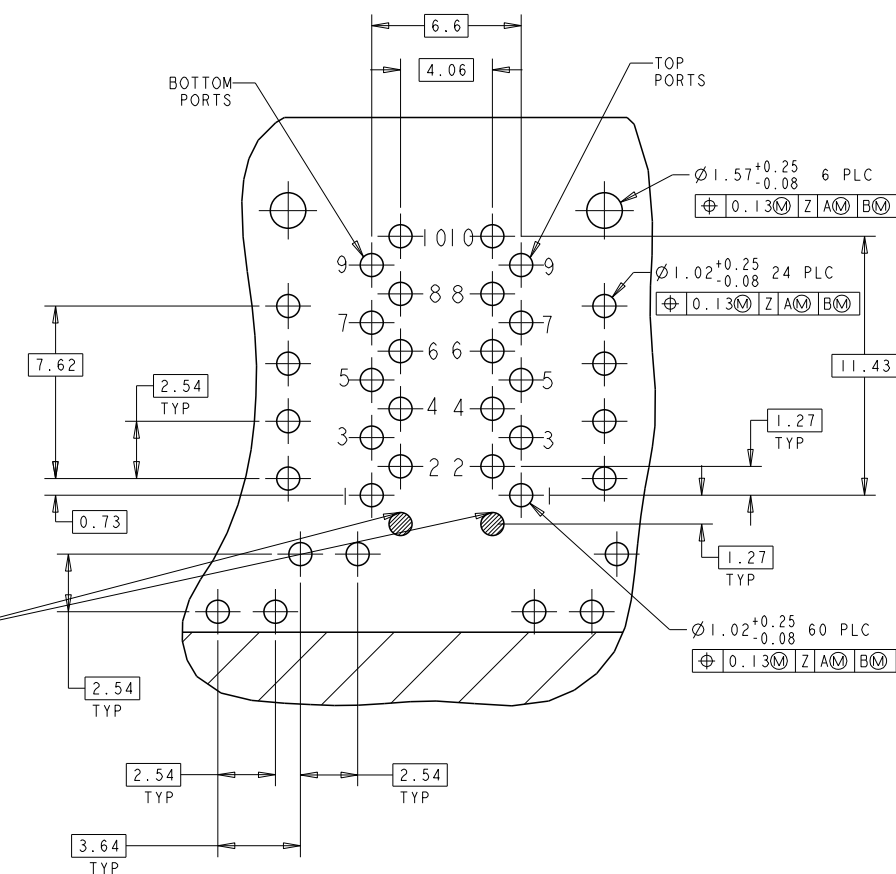 6.6
4.06
BOTTOM
PORTS
TOP
PORTS
Ø1.57 +0.25 -0.08 6 PLC
⌖ 0.13Ⓜ Z AⓂ BⓂ
10 10
9 9
Ø1.02 +0.25 -0.08 24 PLC
⌖ 0.13Ⓜ Z AⓂ BⓂ
8 8
7 7
7.62
11.43
6 6
5 5
2.54
TYP
4 4
1.27
TYP
3 3
2 2
1 1
0.73
1.27
TYP
Ø1.02 +0.25 -0.08 60 PLC
⌖ 0.13Ⓜ Z AⓂ BⓂ
2.54
TYP
2.54
TYP
2.54
TYP
3.64
TYP